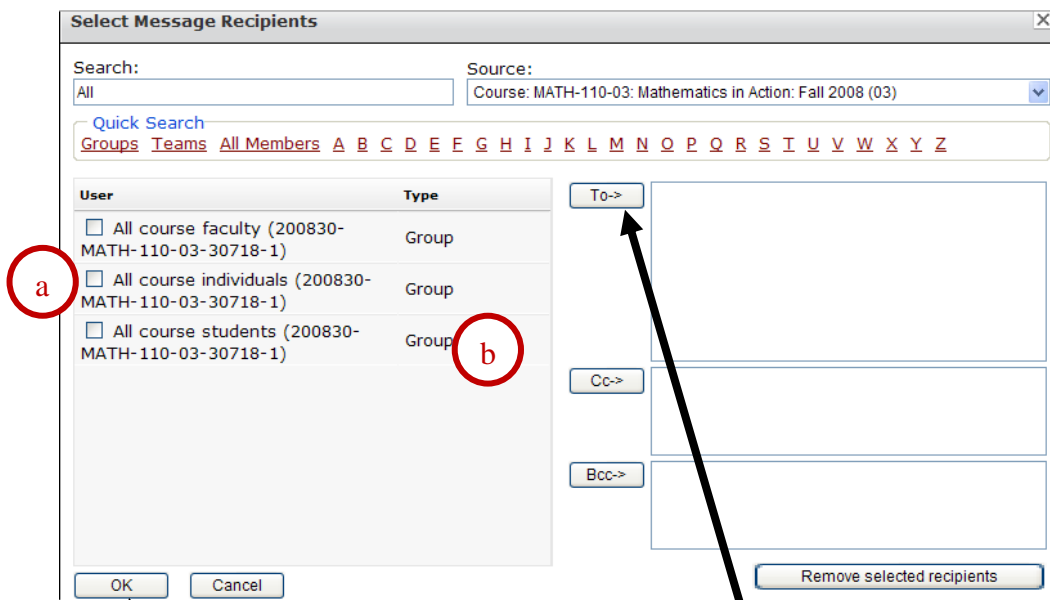 Select Message Recipients X
Search: Source:
All Course: MATH-110-03: Mathematics in Action: Fall 2008 (03)
Quick Search
Groups Teams All Members A B C D E F G H I J K L M N O P Q R S T U V W X Y Z
User Type To->
All course faculty (200830-
MATH-110-03-30718-1) Group
a All course individuals (200830-
MATH-110-03-30718-1) Group
All course students (200830-
MATH-110-03-30718-1) Group b
Cc->
Bcc->
OK Cancel Remove selected recipients